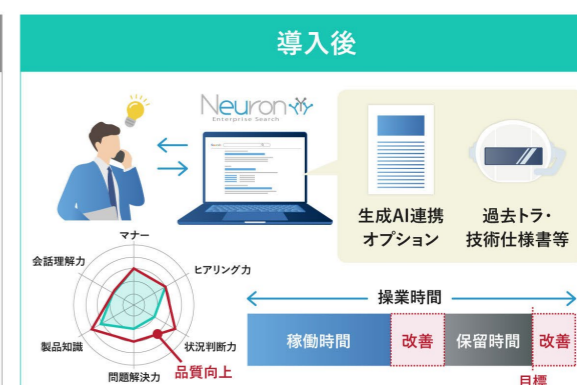 導入後
Neuron
Enterprise Search
生成AI連携
オプション
過去トラ・
技術仕様書等
マナー
会話理解力
ヒアリング力
製品知識
状況判断力
問題解決力
品質向上
操業時間
稼働時間
改善
保留時間
改善
目標